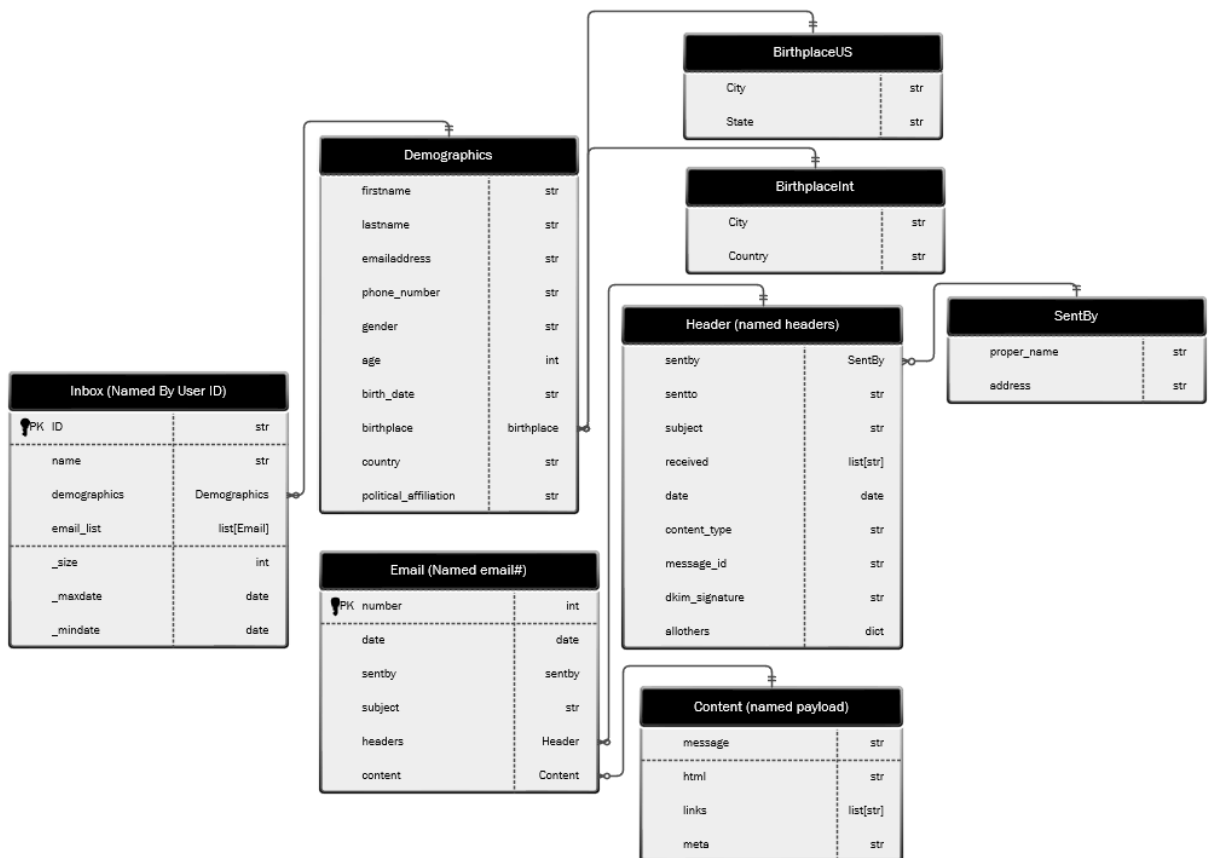 BirthplaceUS
City str
State str
Demographics
firstname str
lastname str
emailaddress str
phone_number str
gender str
age int
birth_date str
birthplace birthplace
country str
political_affiliation str
BirthplaceInt
City str
Country str
Header (named headers)
sentby SentBy
sentto str
subject str
received list[str]
date date
content_type str
message_id str
dkim_signature str
allothers dict
SentBy
proper_name str
address str
Inbox (Named By User ID)
PK ID str
name str
demographics Demographics
email_list list[Email]
_size int
_maxdate date
_mindate date
Email (Named email#)
PK number int
date date
sentby sentby
subject str
headers Header
content Content
Content (named payload)
message str
html str
links list[str]
meta str